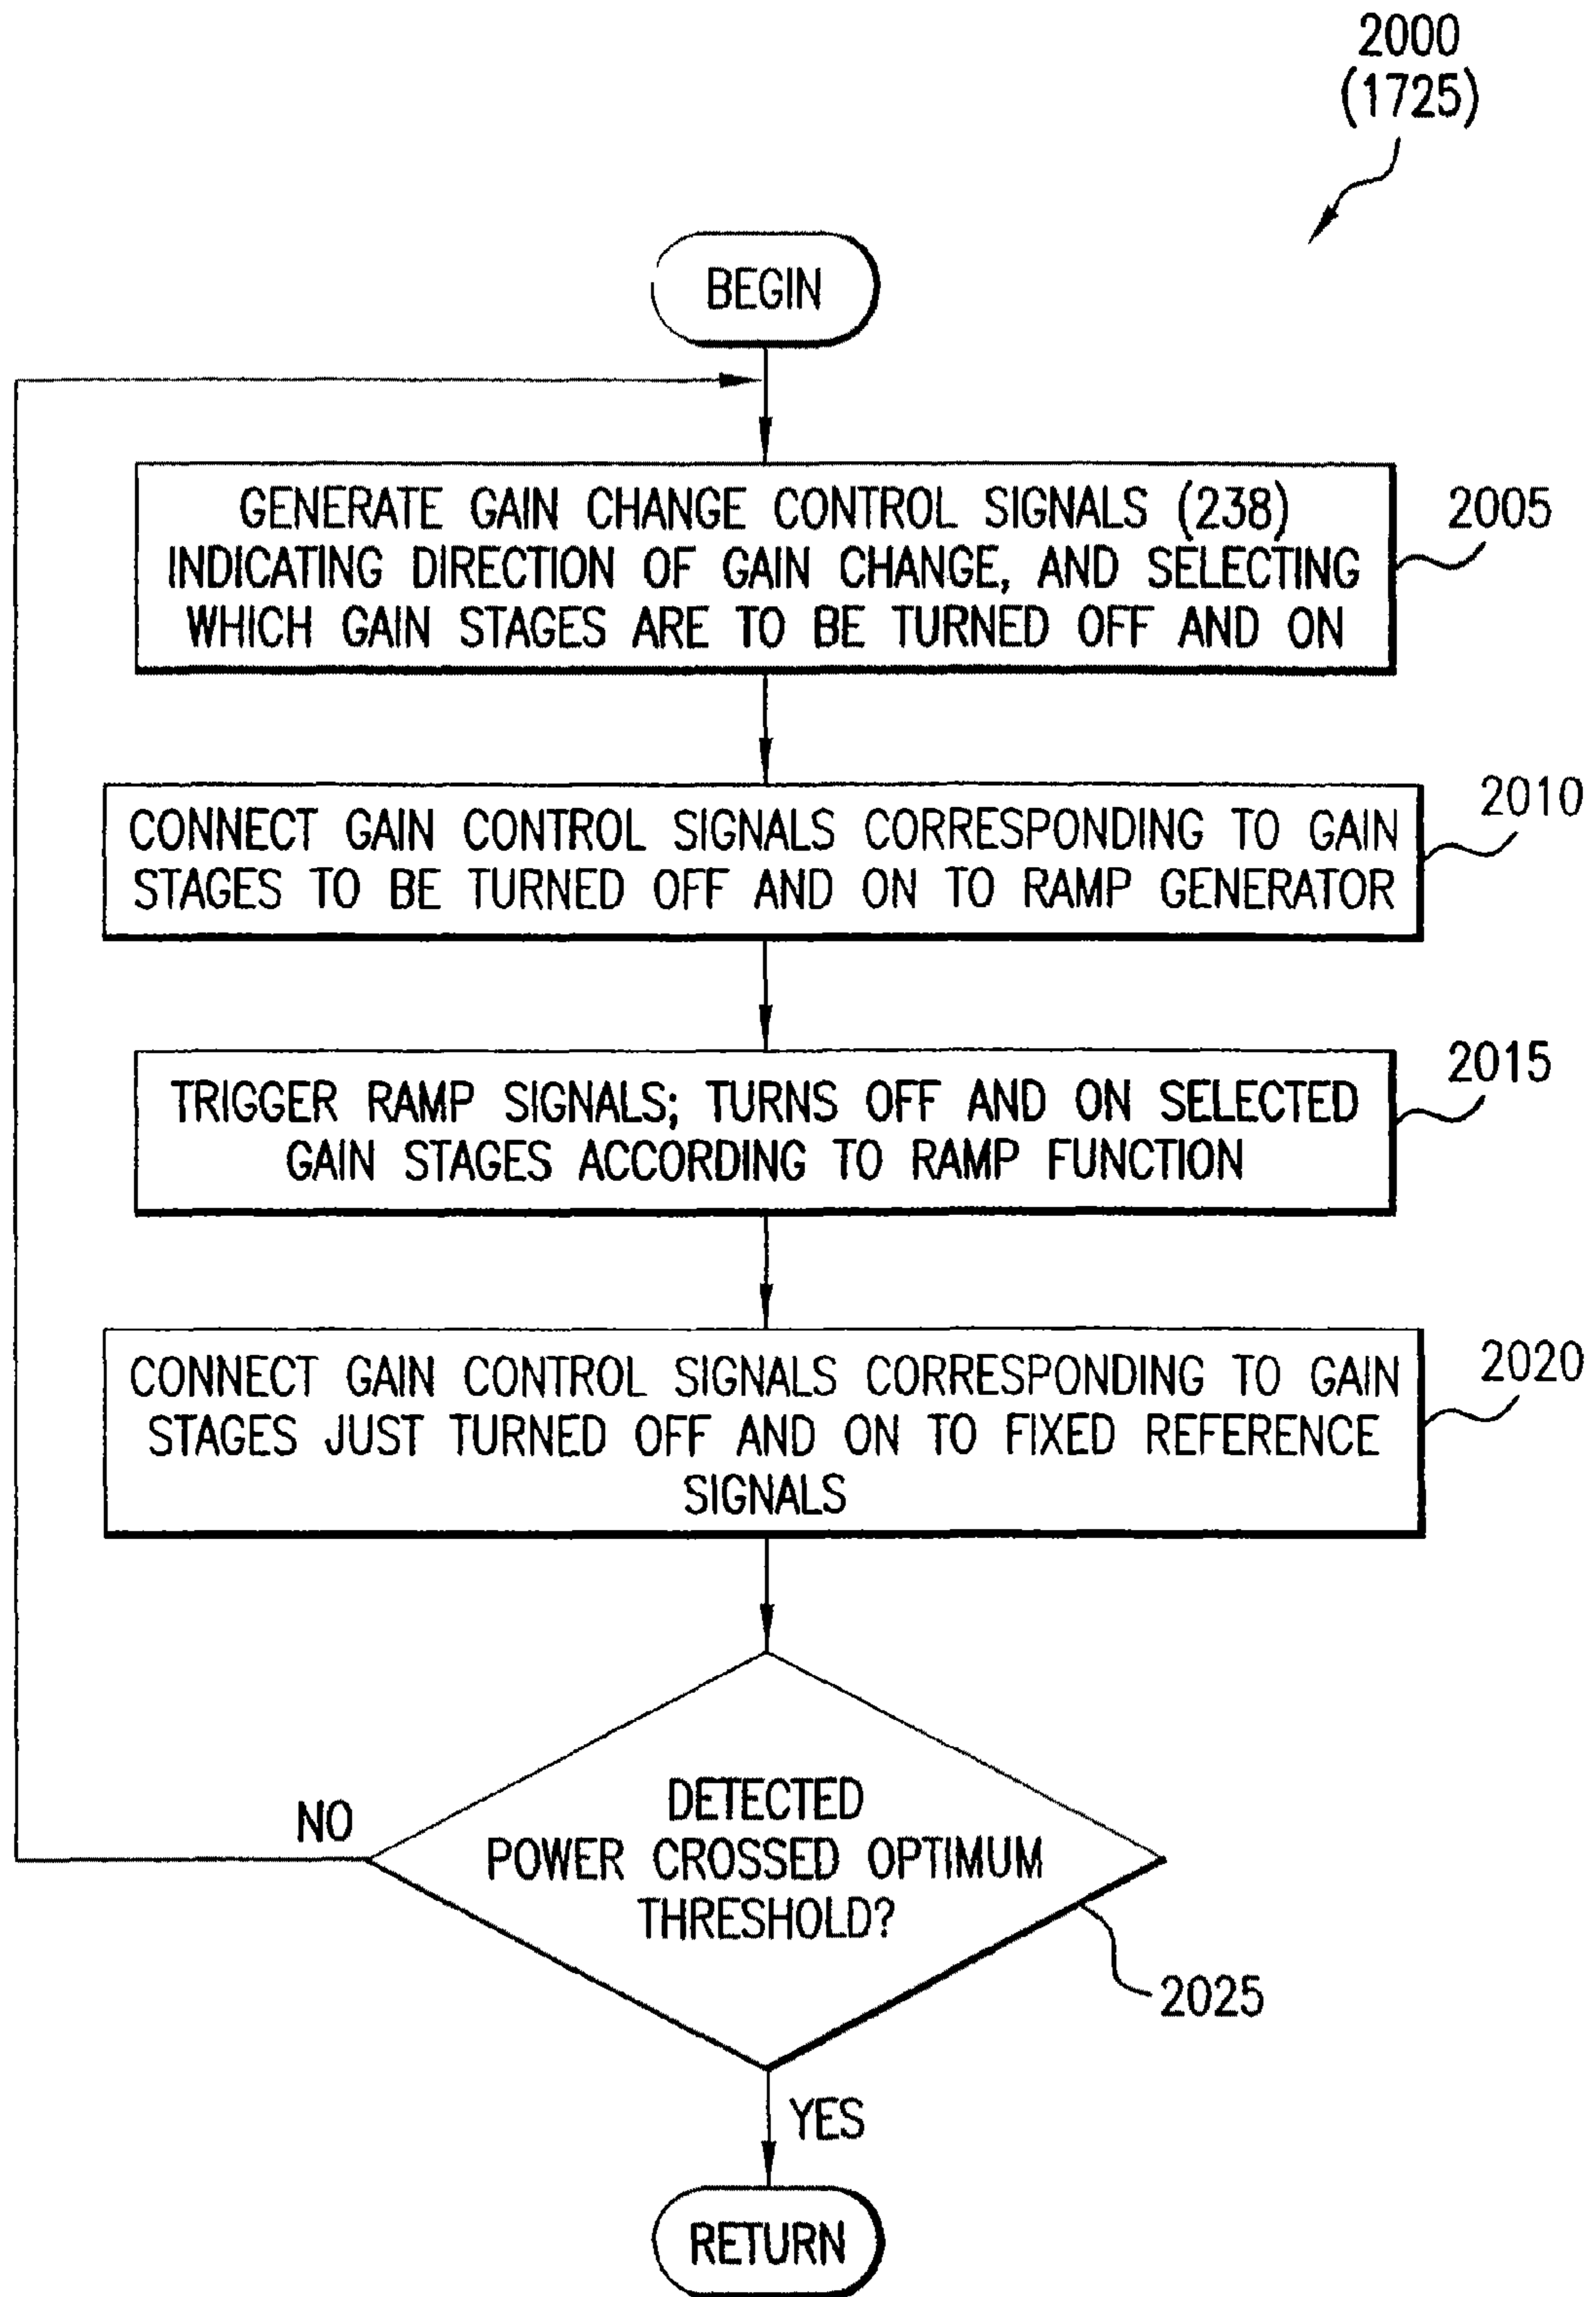 2000
(1725)
BEGIN
GENERATE GAIN CHANGE CONTROL SIGNALS (238)
INDICATING DIRECTION OF GAIN CHANGE, AND SELECTING
WHICH GAIN STAGES ARE TO BE TURNED OFF AND ON
2005
CONNECT GAIN CONTROL SIGNALS CORRESPONDING TO GAIN
STAGES TO BE TURNED OFF AND ON TO RAMP GENERATOR
2010
TRIGGER RAMP SIGNALS; TURNS OFF AND ON SELECTED
GAIN STAGES ACCORDING TO RAMP FUNCTION
2015
CONNECT GAIN CONTROL SIGNALS CORRESPONDING TO GAIN
STAGES JUST TURNED OFF AND ON TO FIXED REFERENCE
SIGNALS
2020
DETECTED
POWER CROSSED OPTIMUM
THRESHOLD?
NO
2025
YES
RETURN